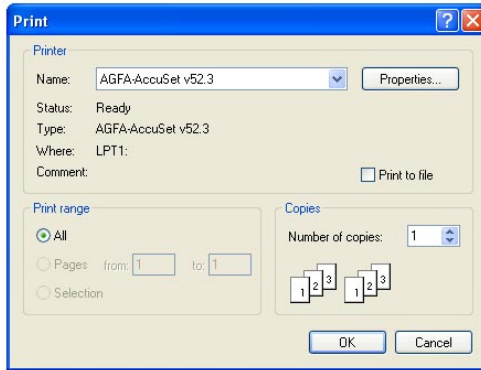 Print
Printer
Name: AGFA-AccuSet v52.3 Properties...
Status: Ready
Type: AGFA-AccuSet v52.3
Where: LPT1:
Comment: Print to file
Print range
All
Pages from: 1 to: 1
Selection
Copies
Number of copies: 1
1 2 3 1 2 3
OK Cancel